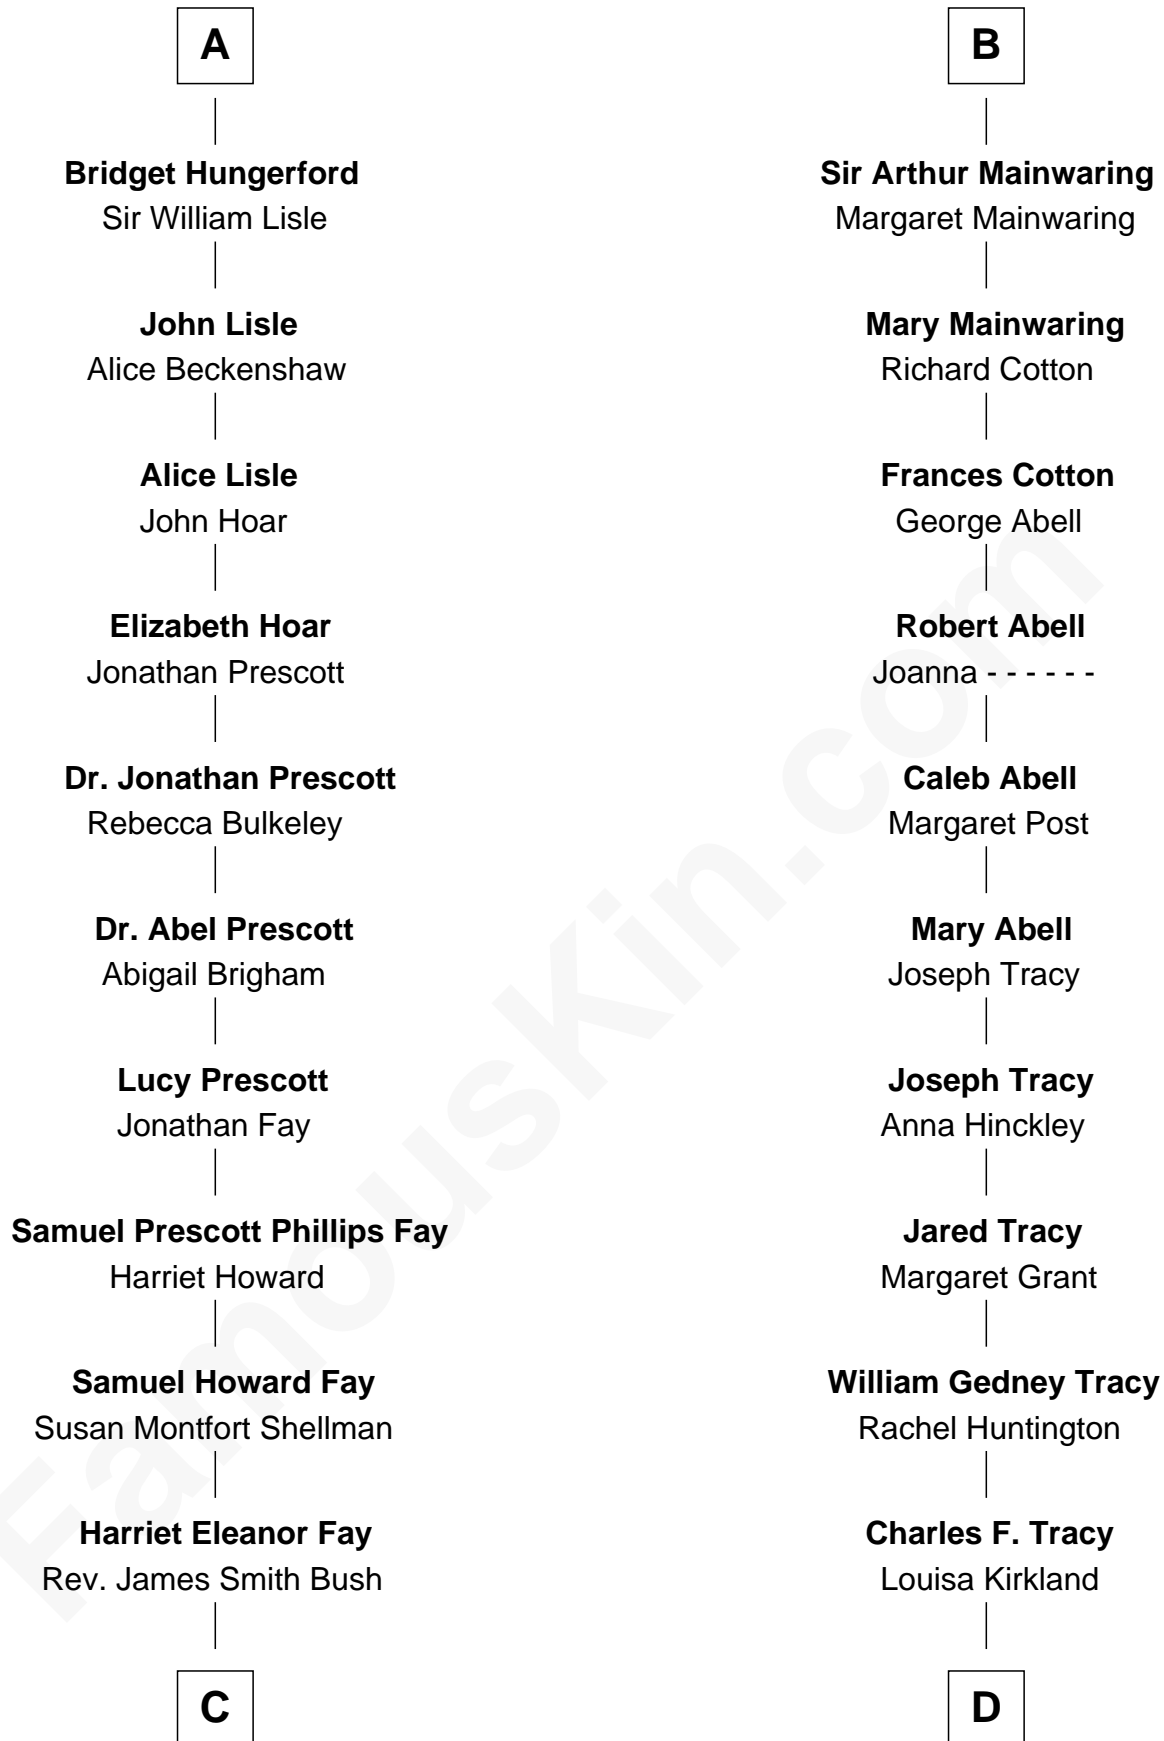 A
Bridget Hungerford
Sir William Lisle
John Lisle
Alice Beckenshaw
Alice Lisle
John Hoar
Elizabeth Hoar
Jonathan Prescott
Dr. Jonathan Prescott
Rebecca Bulkeley
Dr. Abel Prescott
Abigail Brigham
Lucy Prescott
Jonathan Fay
Samuel Prescott Phillips Fay
Harriet Howard
Samuel Howard Fay
Susan Montfort Shellman
Harriet Eleanor Fay
Rev. James Smith Bush
C
B
Sir Arthur Mainwaring
Margaret Mainwaring
Mary Mainwaring
Richard Cotton
Frances Cotton
George Abell
Robert Abell
Joanna - - - - - -
Caleb Abell
Margaret Post
Mary Abell
Joseph Tracy
Joseph Tracy
Anna Hinckley
Jared Tracy
Margaret Grant
William Gedney Tracy
Rachel Huntington
Charles F. Tracy
Louisa Kirkland
D
FamousKin.com